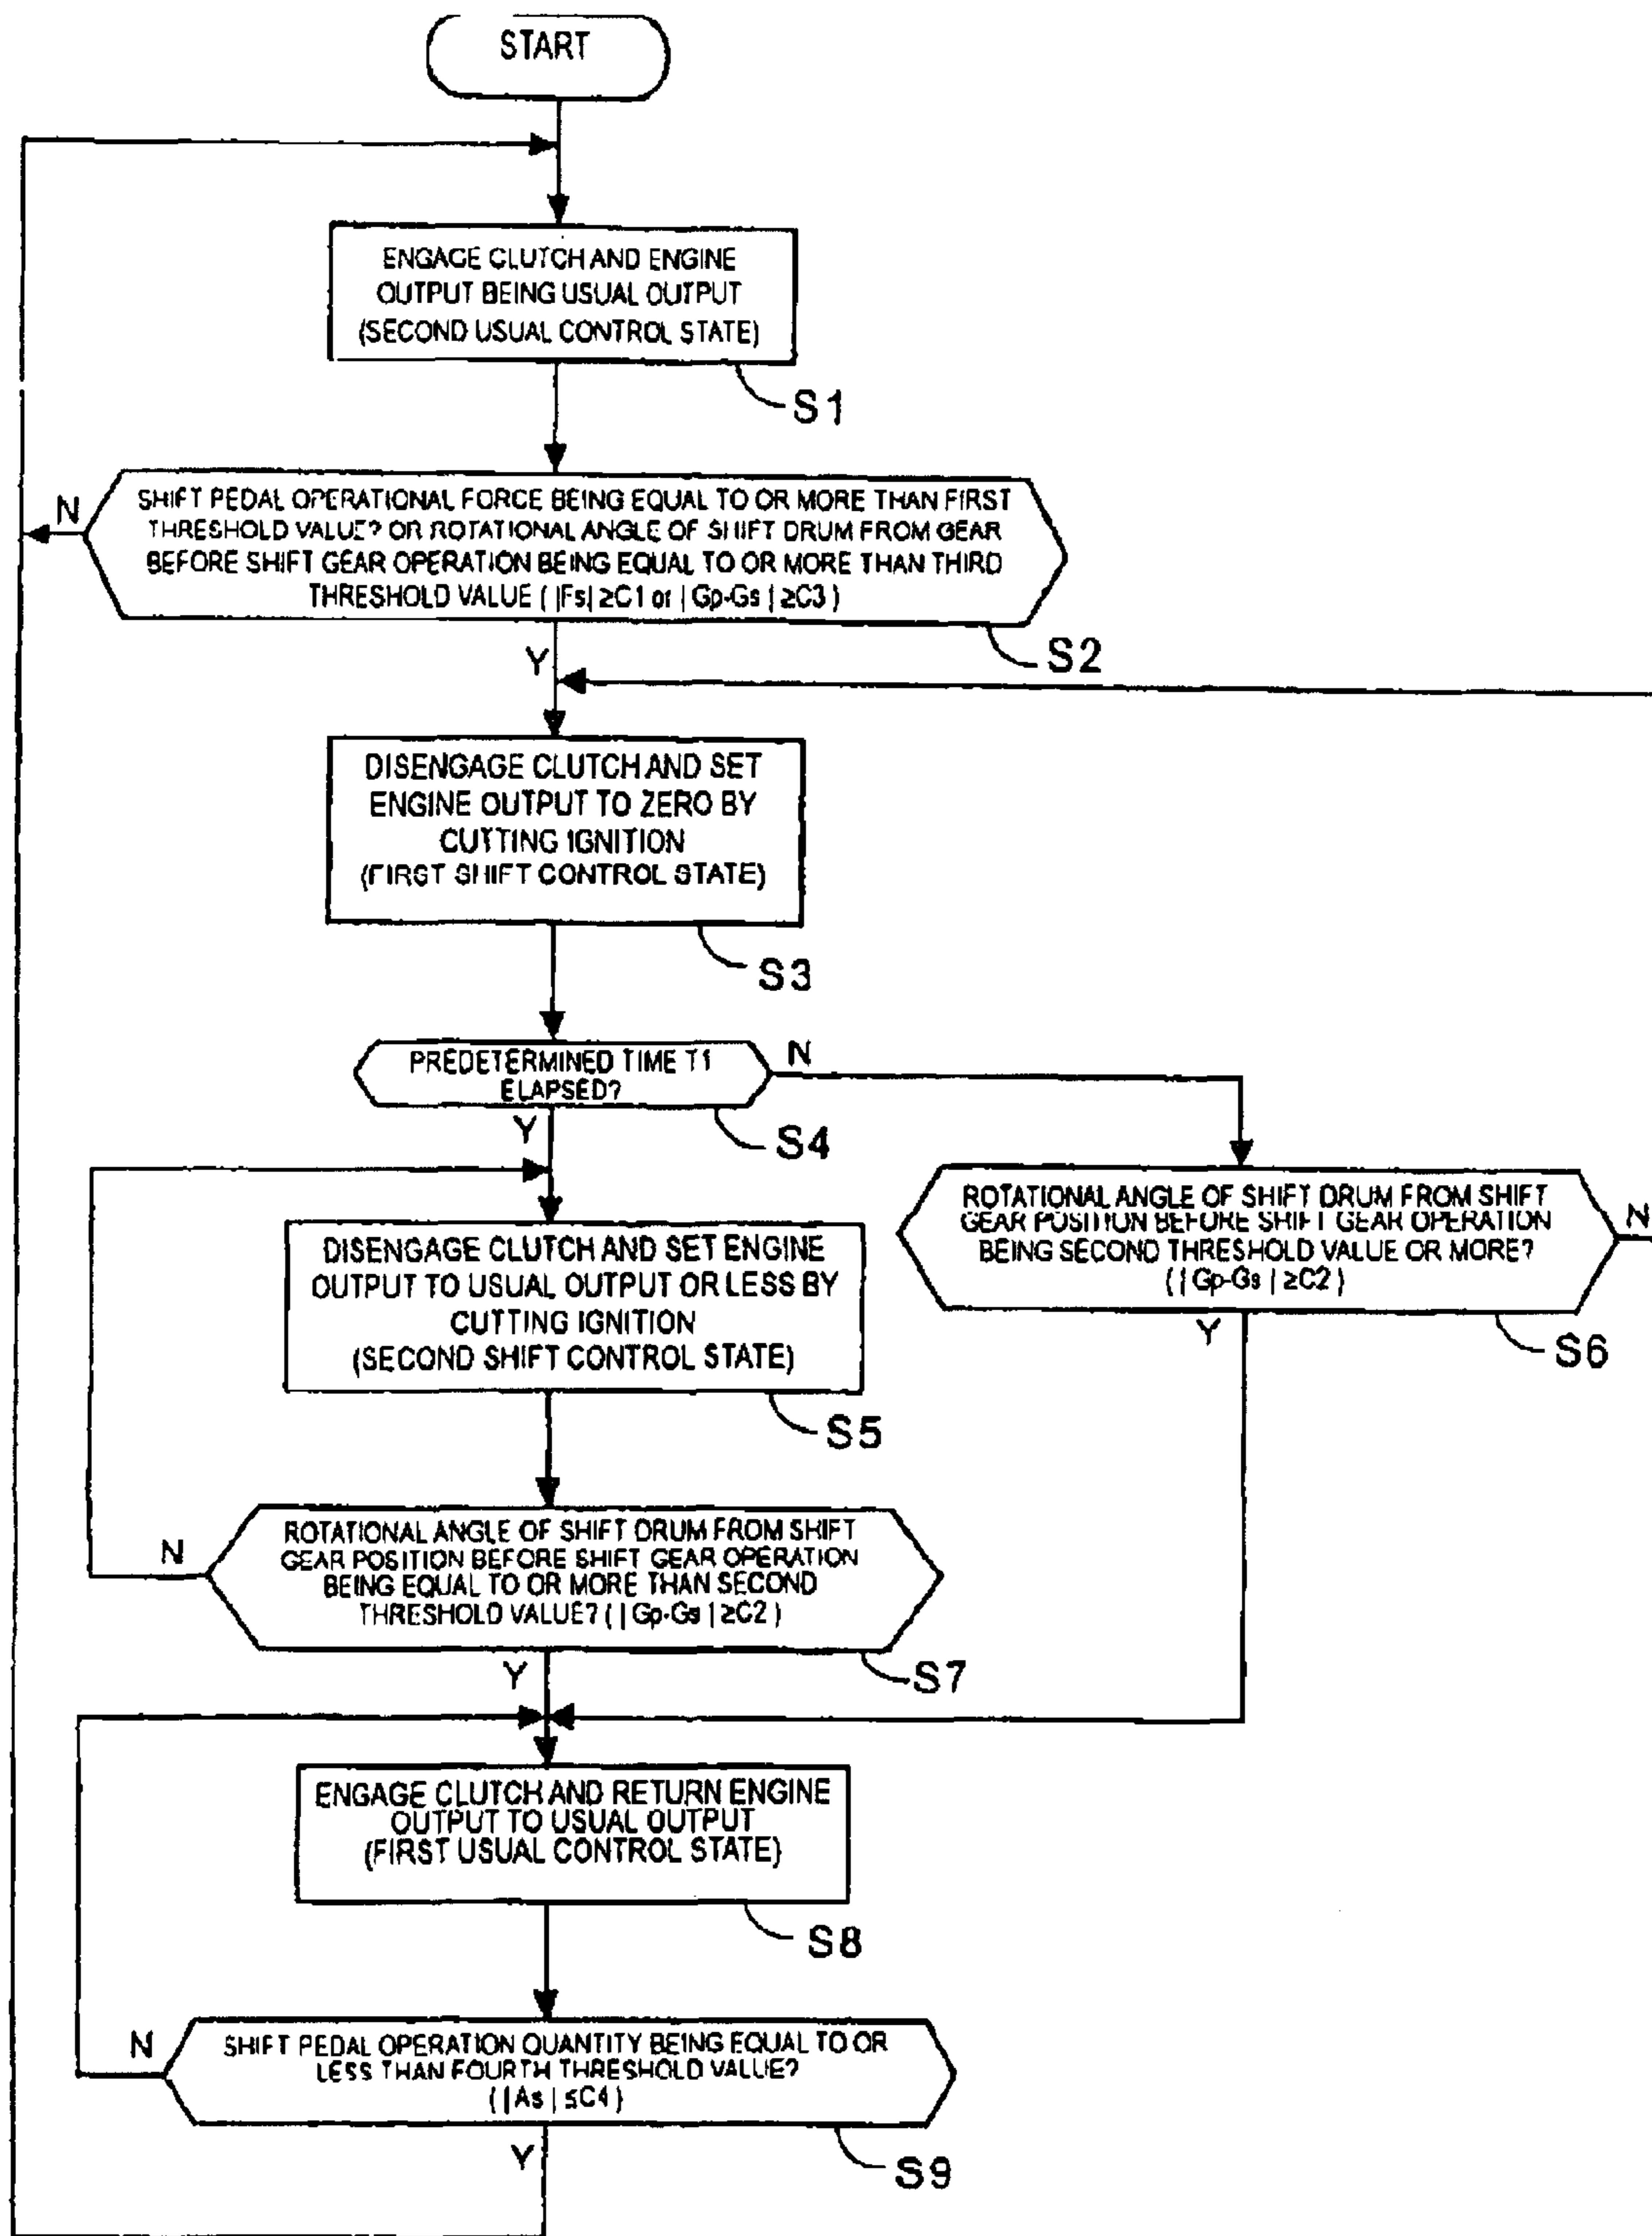 START
ENGAGE CLUTCH AND ENGINE
OUTPUT BEING USUAL OUTPUT
(SECOND USUAL CONTROL STATE)
S1
N
SHIFT PEDAL OPERATIONAL FORCE BEING EQUAL TO OR MORE THAN FIRST
THRESHOLD VALUE? OR ROTATIONAL ANGLE OF SHIFT DRUM FROM GEAR
BEFORE SHIFT GEAR OPERATION BEING EQUAL TO OR MORE THAN THIRD
THRESHOLD VALUE ( |Fs| ≥C1 or | Gp-Gs | ≥C3 )
S2
Y
DISENGAGE CLUTCH AND SET
ENGINE OUTPUT TO ZERO BY
CUTTING IGNITION
(FIRST SHIFT CONTROL STATE)
S3
PREDETERMINED TIME T1
ELAPSED?
N
Y
S4
ROTATIONAL ANGLE OF SHIFT DRUM FROM SHIFT
GEAR POSITION BEFORE SHIFT GEAR OPERATION
BEING SECOND THRESHOLD VALUE OR MORE?
( | Gp-Gs | ≥C2 )
N
Y
S6
DISENGAGE CLUTCH AND SET ENGINE
OUTPUT TO USUAL OUTPUT OR LESS BY
CUTTING IGNITION
(SECOND SHIFT CONTROL STATE)
S5
N
ROTATIONAL ANGLE OF SHIFT DRUM FROM SHIFT
GEAR POSITION BEFORE SHIFT GEAR OPERATION
BEING EQUAL TO OR MORE THAN SECOND
THRESHOLD VALUE? ( | Gp-Gs | ≥C2 )
Y
S7
ENGAGE CLUTCH AND RETURN ENGINE
OUTPUT TO USUAL OUTPUT
(FIRST USUAL CONTROL STATE)
S8
N
SHIFT PEDAL OPERATION QUANTITY BEING EQUAL TO OR
LESS THAN FOURTH THRESHOLD VALUE?
( | As | ≤C4 )
Y
S9